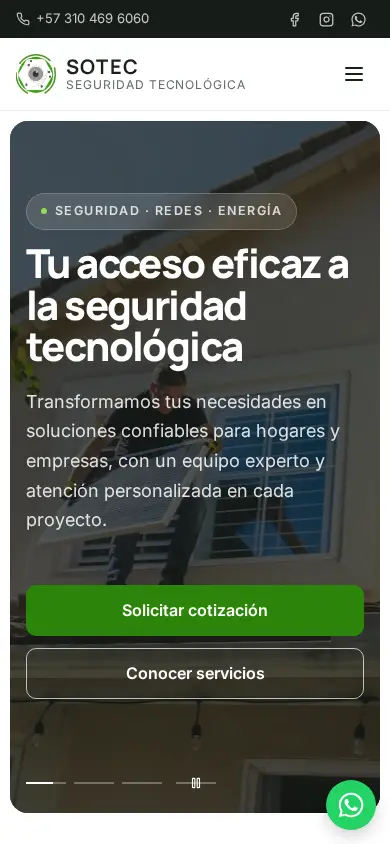 +57 310 469 6060
SOTEC
SEGURIDAD TECNOLÓGICA
SEGURIDAD · REDES · ENERGÍA
Tu acceso eficaz a
la seguridad
tecnológica
Transformamos tus necesidades en
soluciones confiables para hogares y
empresas, con un equipo experto y
atención personalizada en cada
proyecto.
Solicitar cotización
Conocer servicios